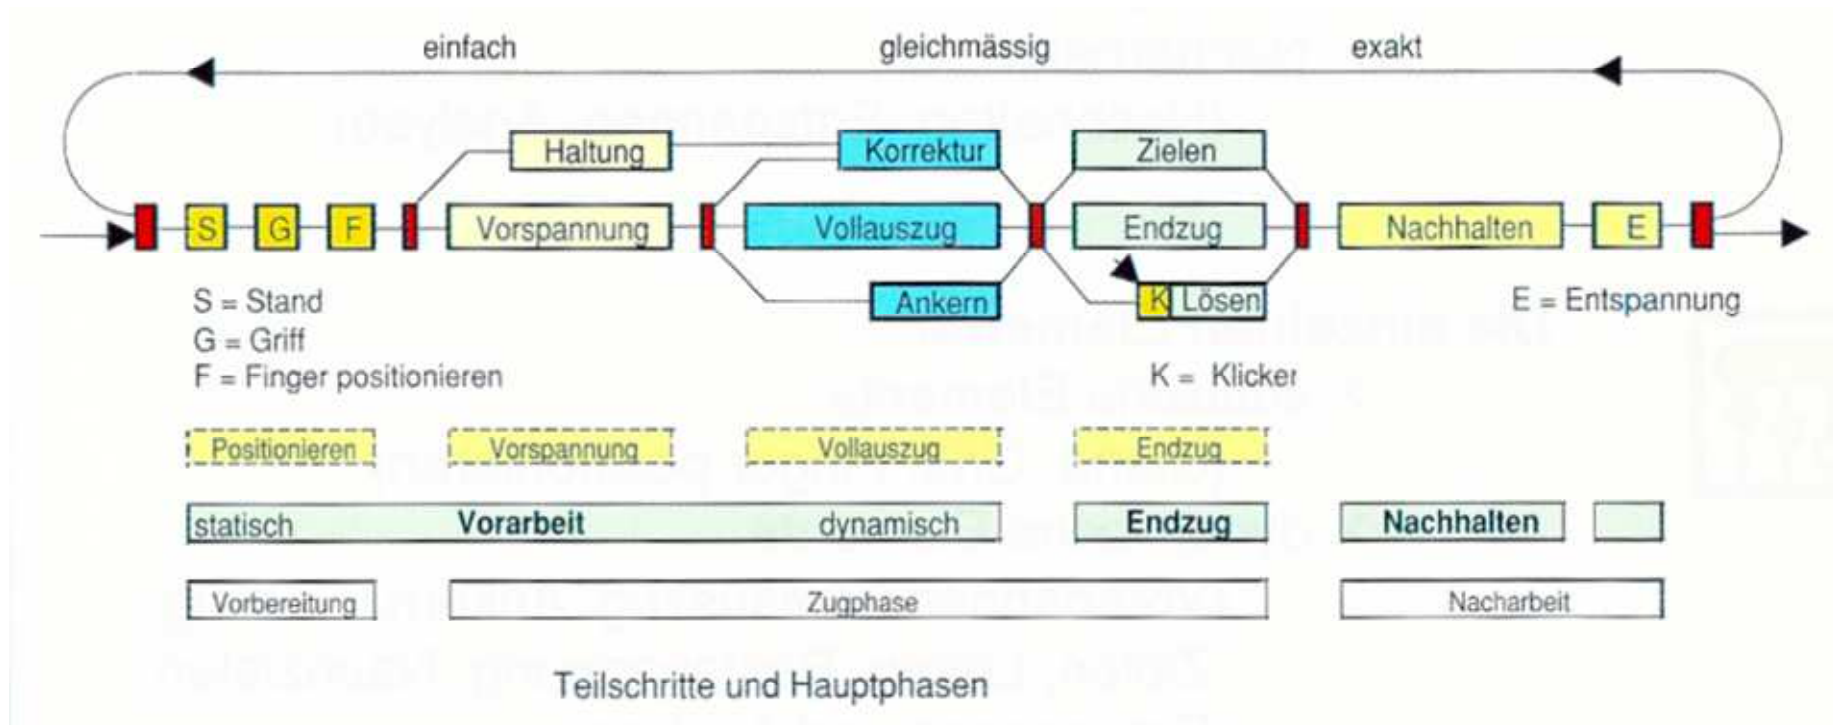 einfach gleichmässig exakt
Haltung Korrektur Zielen
S G F Vorspannung Vollauszug Endzug Nachhalten E
Ankern K Lösen
S = Stand E = Entspannung
G = Griff
F = Finger positionieren K = Klicker
Positionieren Vorspannung Vollauszug Endzug
statisch Vorarbeit dynamisch Endzug Nachhalten
Vorbereitung Zugphase Nacharbeit
Teilschritte und Hauptphasen